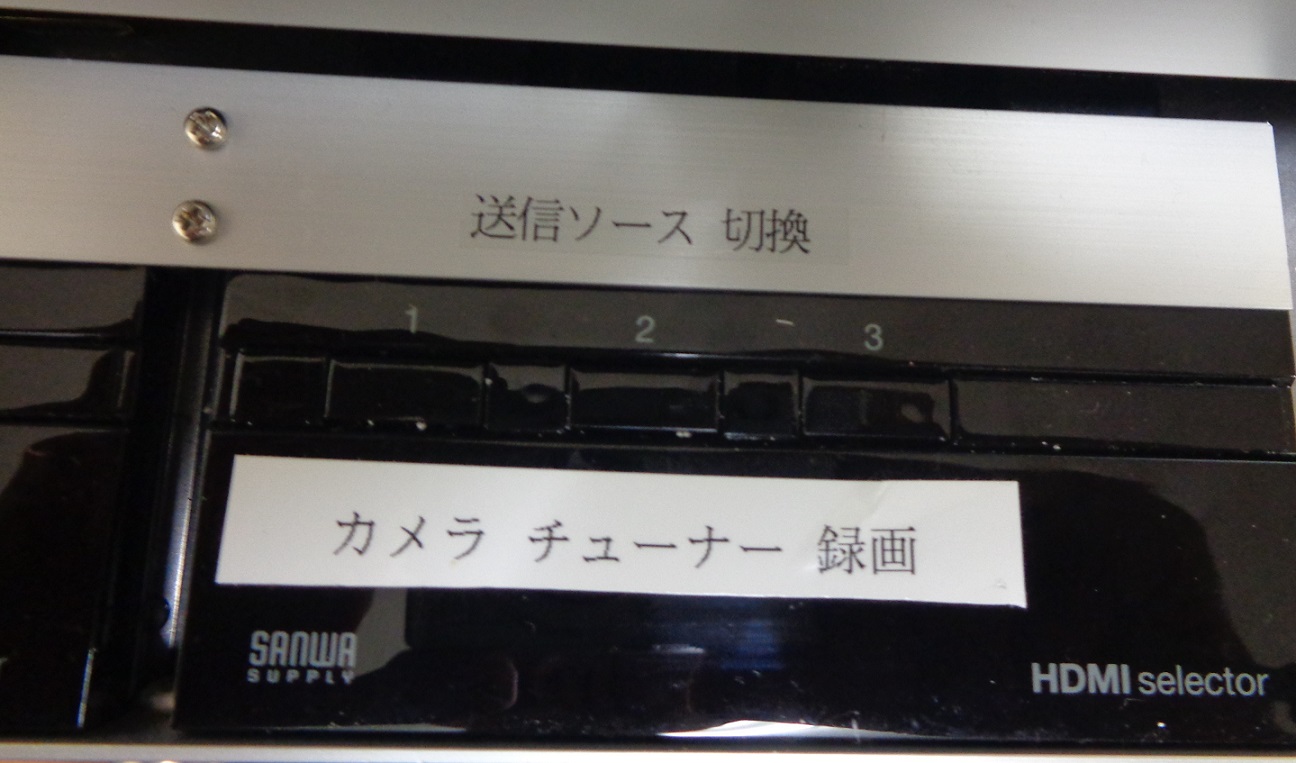 送信ソース 切換
1 2 3
カメラ チューナー 録画
SANWA
SUPPLY
HDMI selector